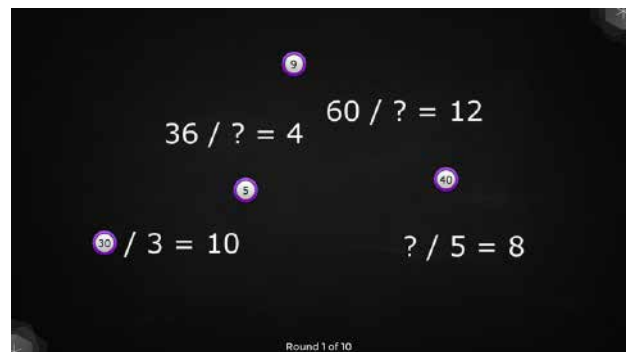 9
60 / ? = 12
36 / ? = 4
5
40
30 / 3 = 10
? / 5 = 8
Round 1 of 10